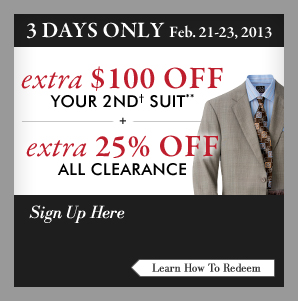 3 DAYS ONLY Feb. 21-23, 2013
extra $100 OFF
YOUR 2ND† SUIT**
+
extra 25% OFF
ALL CLEARANCE
Sign Up Here
Learn How To Redeem